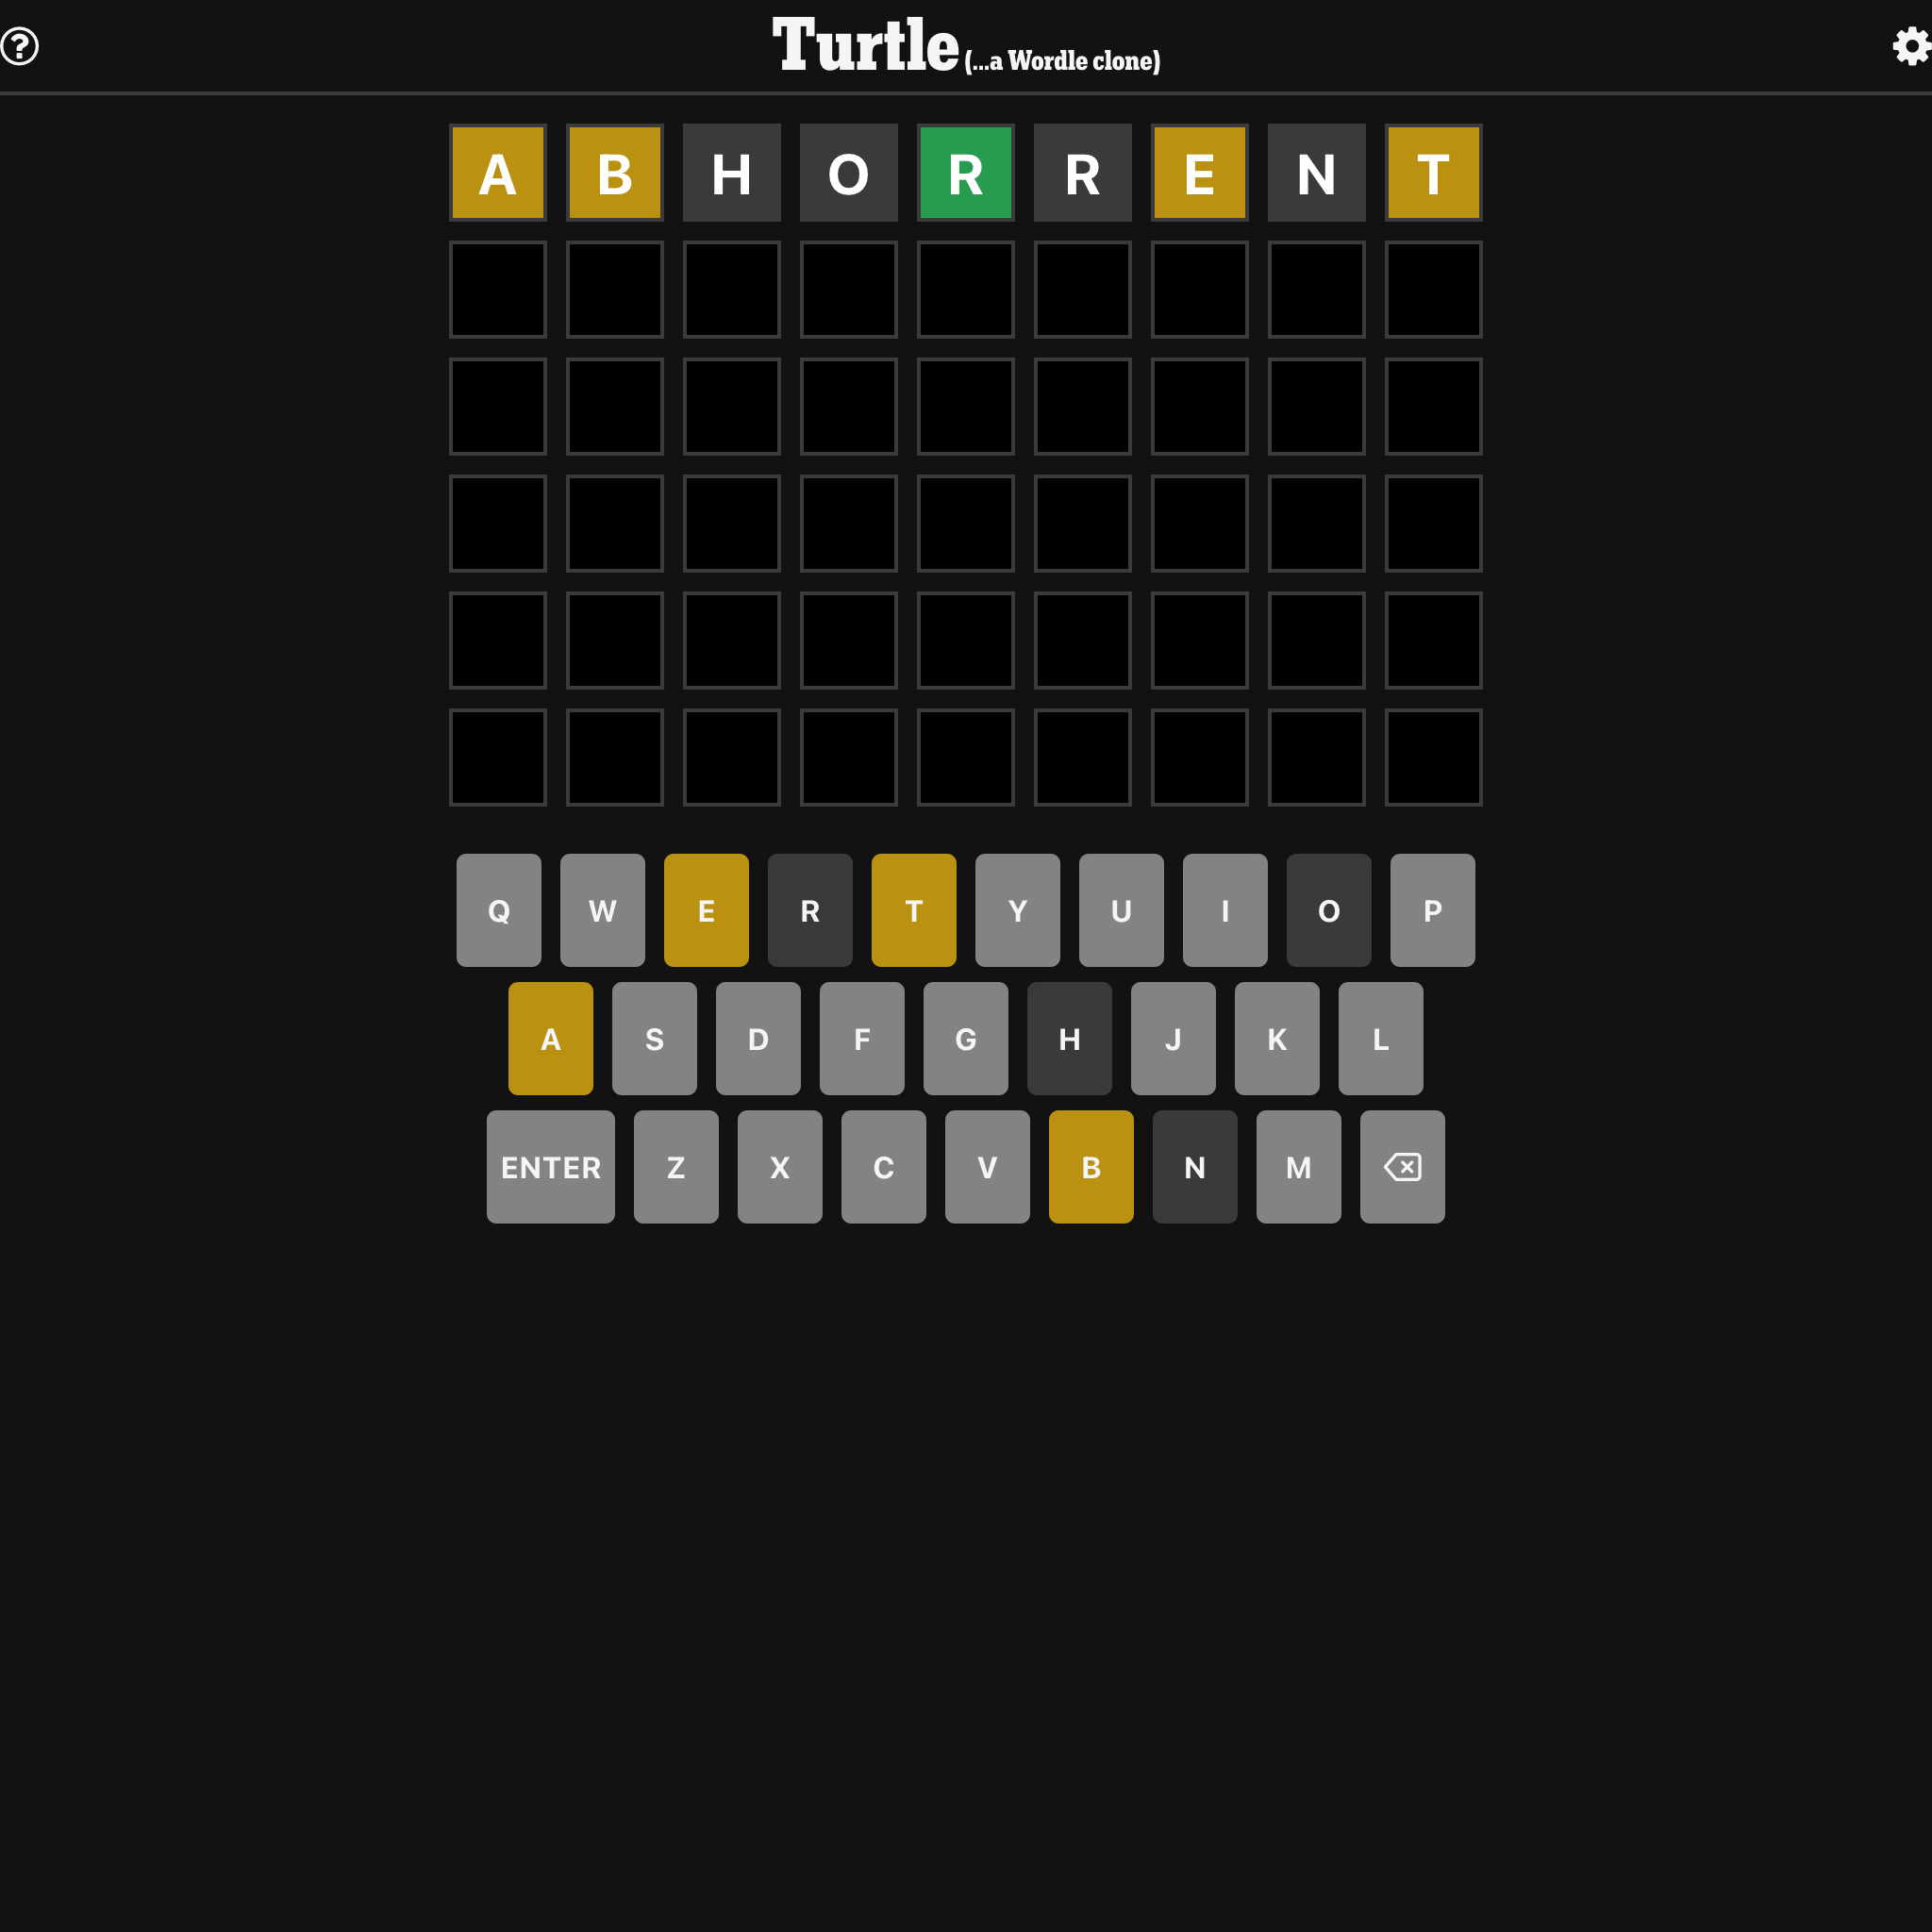 Turtle (...a Wordle clone)
A B H O R R E N T
Q W E R T Y U I O P
A S D F G H J K L
ENTER Z X C V B N M